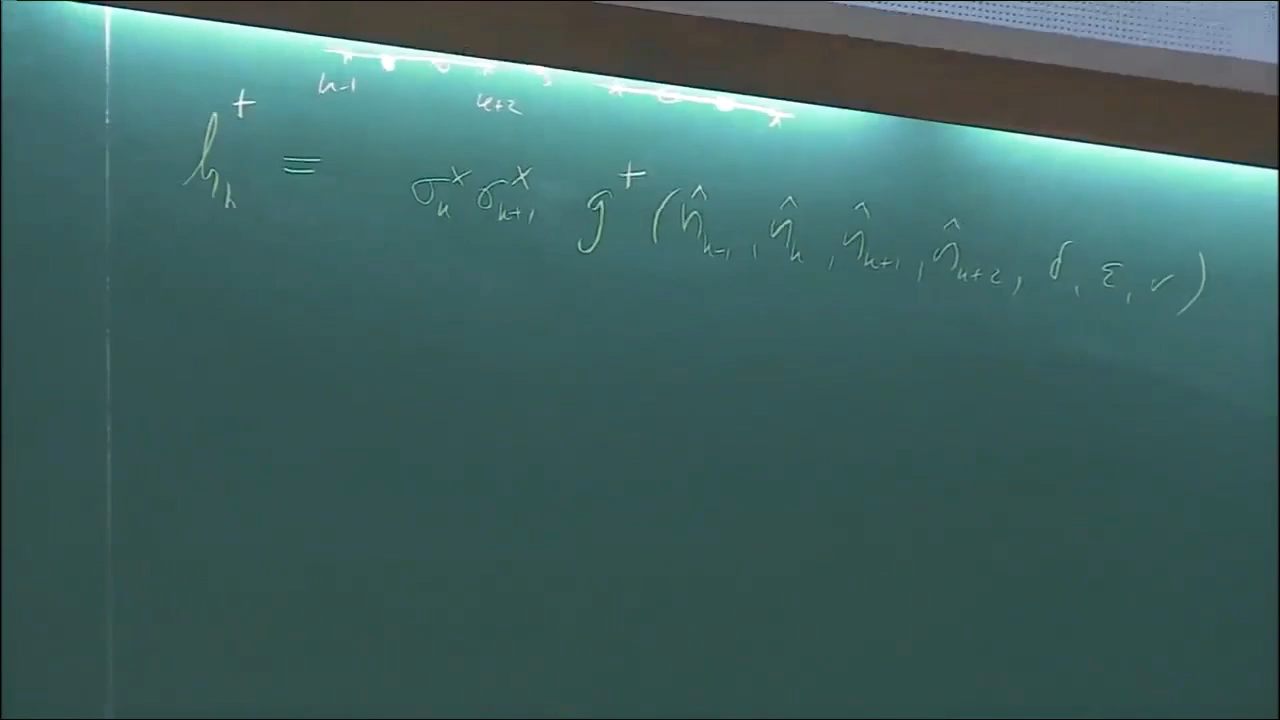 k-1 k+2
h_k^+ = σ_k^x σ_{k+1}^x g^+ (n̂_{k-1}, n̂_k, n̂_{k+1}, n̂_{k+2}, δ, ε, ν)